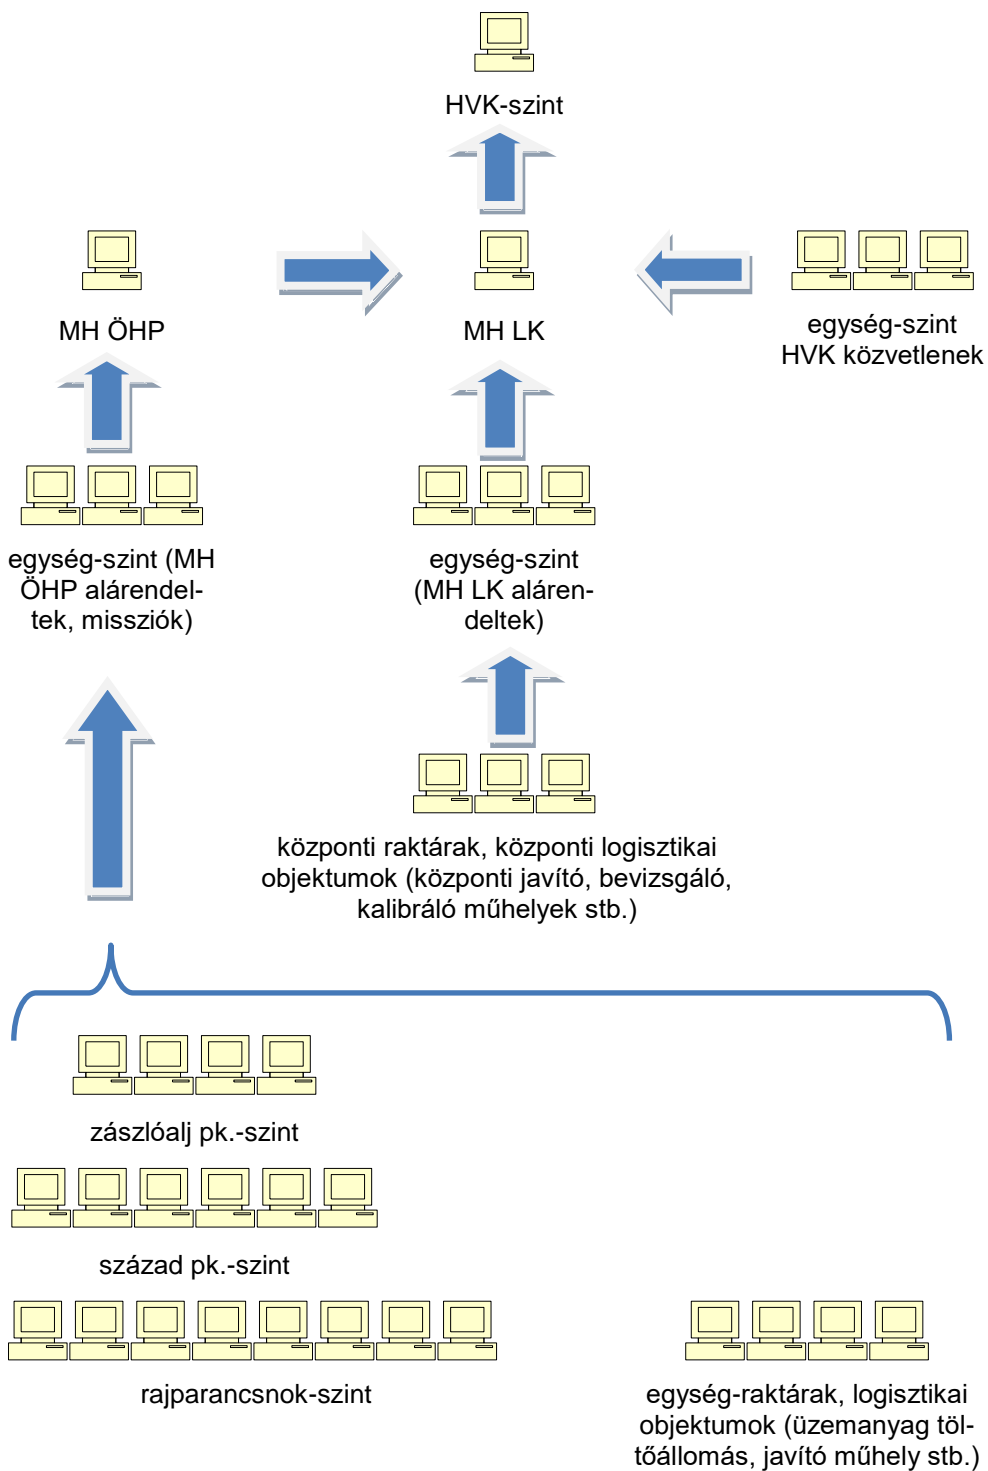 HVK-szint
MH ÖHP
MH LK
egység-szint
HVK közvetlenek
egység-szint (MH
ÖHP alárendel-
tek, missziók)
egység-szint
(MH LK aláren-
deltek)
központi raktárak, központi logisztikai
objektumok (központi javító, bevizsgáló,
kalibráló műhelyek stb.)
zászlóalj pk.-szint
század pk.-szint
rajparancsnok-szint
egység-raktárak, logisztikai
objektumok (üzemanyag töl-
tőállomás, javító műhely stb.)